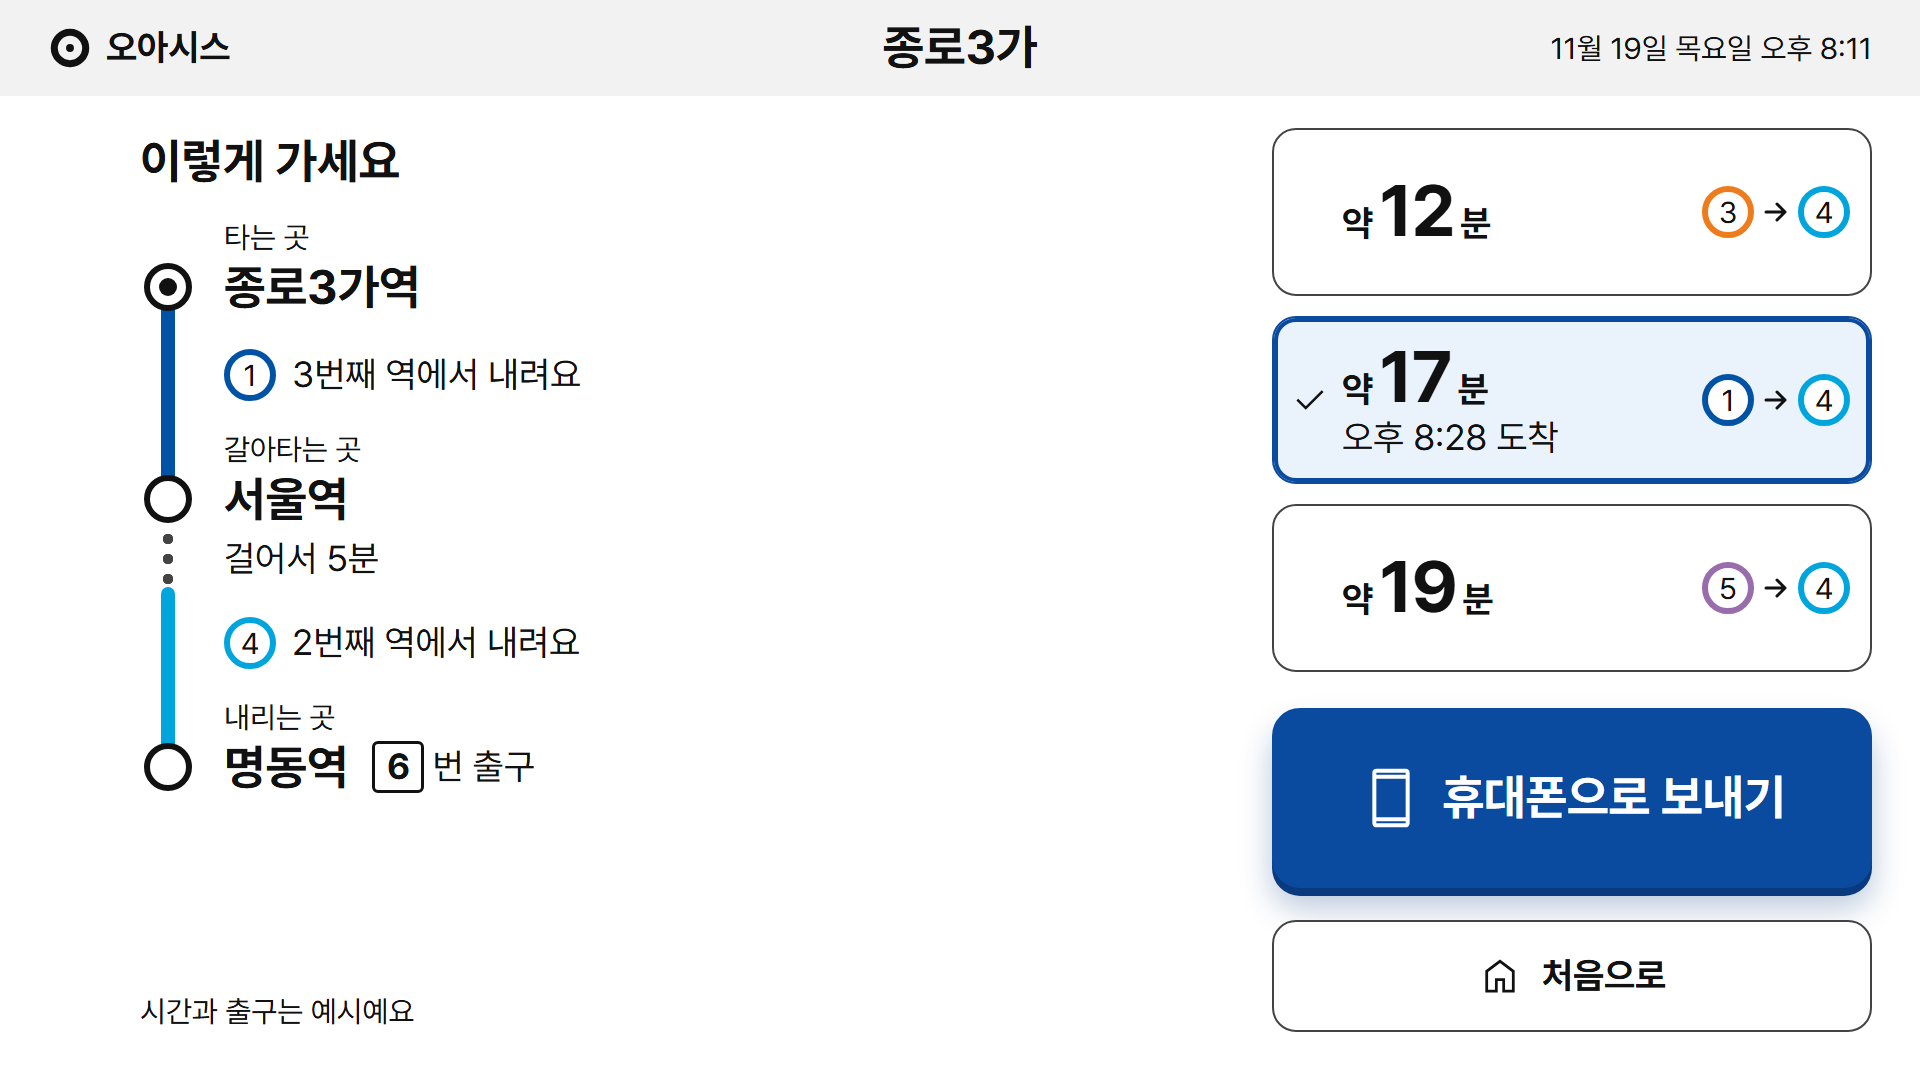 오아시스
종로3가
11월 19일 목요일 오후 8:11
이렇게 가세요
타는 곳
종로3가역
1 3번째 역에서 내려요
갈아타는 곳
서울역
걸어서 5분
4 2번째 역에서 내려요
내리는 곳
명동역 6 번 출구
시간과 출구는 예시예요
약 12 분 3 → 4
약 17 분 1 → 4
오후 8:28 도착
약 19 분 5 → 4
휴대폰으로 보내기
처음으로